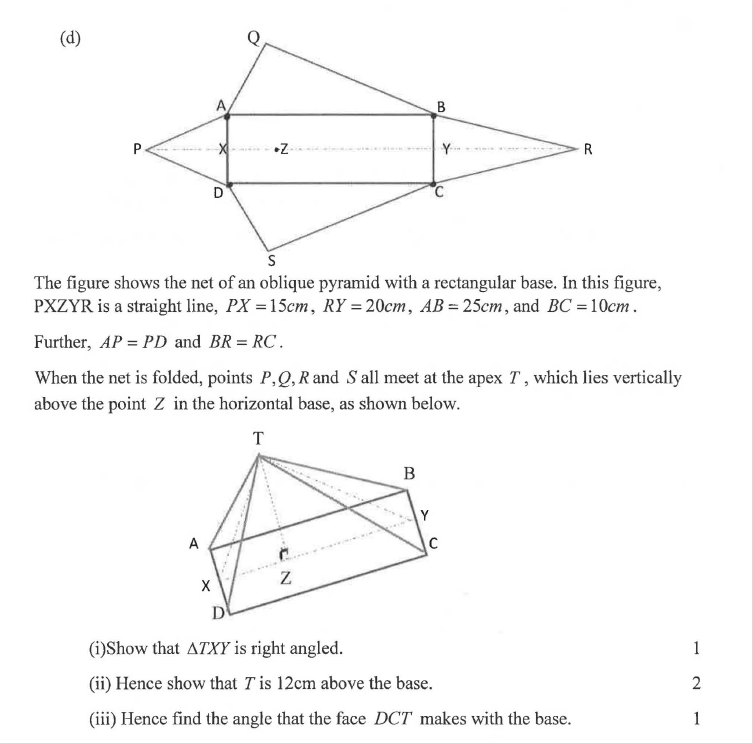 (d)
Q
A
B
P
X
•Z
Y
R
D
C
S
The figure shows the net of an oblique pyramid with a rectangular base. In this figure,
PXZYR is a straight line, PX = 15cm, RY = 20cm, AB = 25cm, and BC = 10cm.
Further, AP = PD and BR = RC.
When the net is folded, points P, Q, R and S all meet at the apex T, which lies vertically
above the point Z in the horizontal base, as shown below.
T
B
Y
A
C
X
Z
D
(i)Show that ΔTXY is right angled. 1
(ii) Hence show that T is 12cm above the base. 2
(iii) Hence find the angle that the face DCT makes with the base. 1